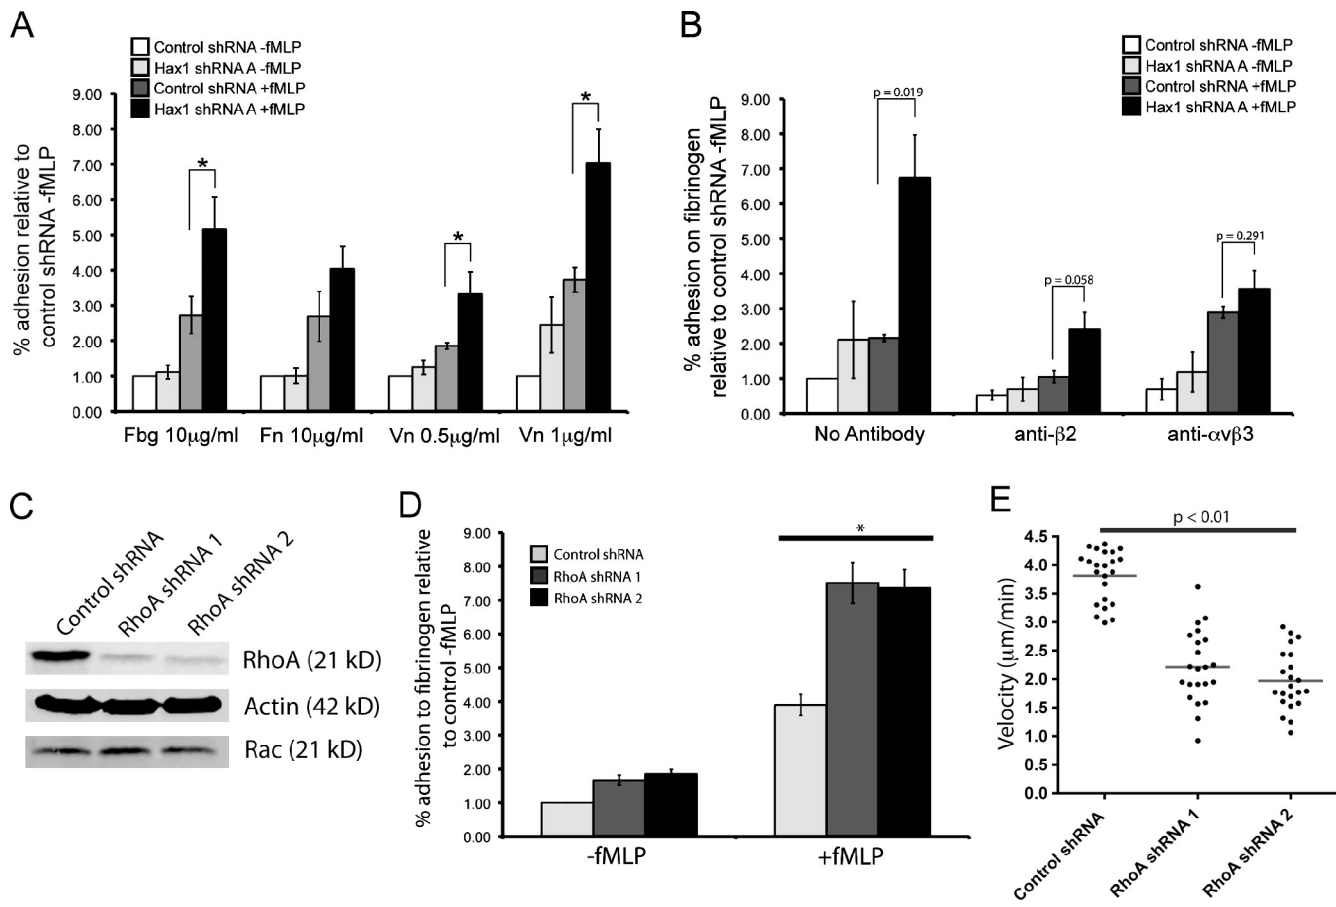 A
Control shRNA -fMLP
Hax1 shRNA A -fMLP
Control shRNA +fMLP
Hax1 shRNA A +fMLP
% adhesion relative to
control shRNA -fMLP
9.00
8.00
7.00
6.00
5.00
4.00
3.00
2.00
1.00
0.00
*
*
*
Fbg 10µg/ml
Fn 10µg/ml
Vn 0.5µg/ml
Vn 1µg/ml
B
Control shRNA -fMLP
Hax1 shRNA A -fMLP
Control shRNA +fMLP
Hax1 shRNA A +fMLP
% adhesion on fibrinogen
relative to control shRNA -fMLP
9.00
8.00
7.00
6.00
5.00
4.00
3.00
2.00
1.00
0.00
p = 0.019
p = 0.058
p = 0.291
No Antibody
anti-β2
anti-αvβ3
C
Control shRNA
RhoA shRNA 1
RhoA shRNA 2
RhoA (21 kD)
Actin (42 kD)
Rac (21 kD)
D
% adhesion to fibrinogen relative
to control -fMLP
9.00
8.00
7.00
6.00
5.00
4.00
3.00
2.00
1.00
0.00
Control shRNA
RhoA shRNA 1
RhoA shRNA 2
*
-fMLP
+fMLP
E
p < 0.01
Velocity (µm/min)
4.5
4.0
3.5
3.0
2.5
2.0
1.5
1.0
0.5
0.0
Control shRNA
RhoA shRNA 1
RhoA shRNA 2